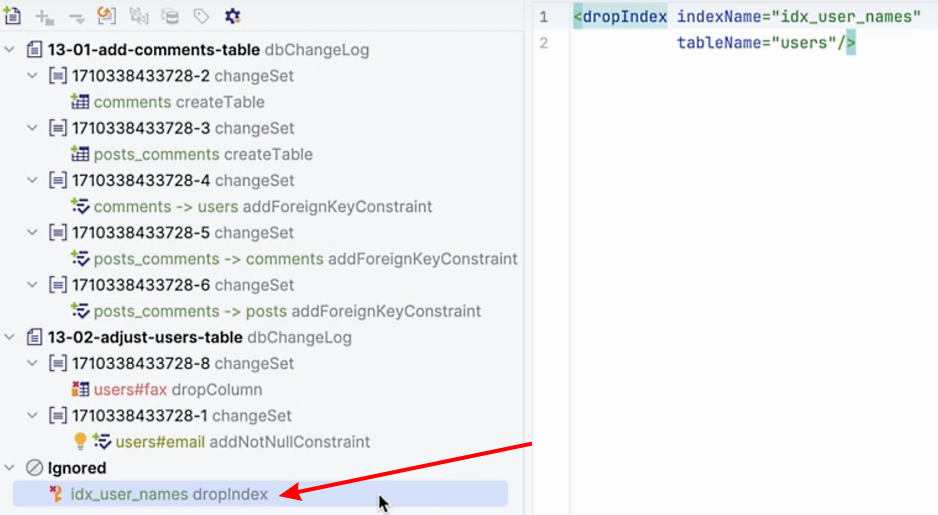 13-01-add-comments-table dbChangeLog
1710338433728-2 changeSet
comments createTable
1710338433728-3 changeSet
posts_comments createTable
1710338433728-4 changeSet
comments -> users addForeignKeyConstraint
1710338433728-5 changeSet
posts_comments -> comments addForeignKeyConstraint
1710338433728-6 changeSet
posts_comments -> posts addForeignKeyConstraint
13-02-adjust-users-table dbChangeLog
1710338433728-8 changeSet
users#fax dropColumn
1710338433728-1 changeSet
users#email addNotNullConstraint
Ignored
idx_user_names dropIndex
1 <dropIndex indexName="idx_user_names"
2 tableName="users"/>